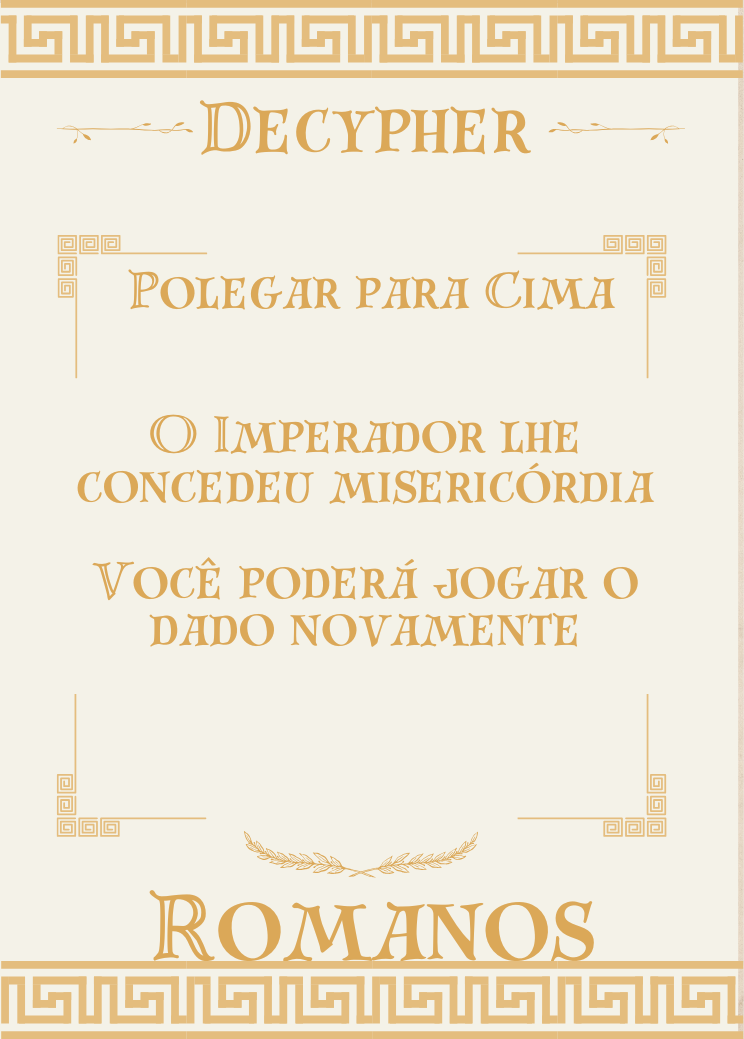 Decypher
Polegar para Cima
O Imperador lhe
concedeu misericórdia
Você poderá jogar o
dado novamente
Romanos